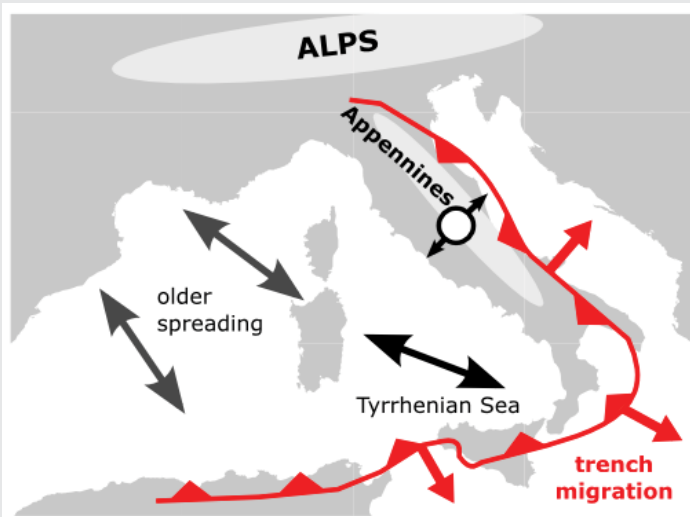 ALPS
Appennines
older
spreading
Tyrrhenian Sea
trench
migration